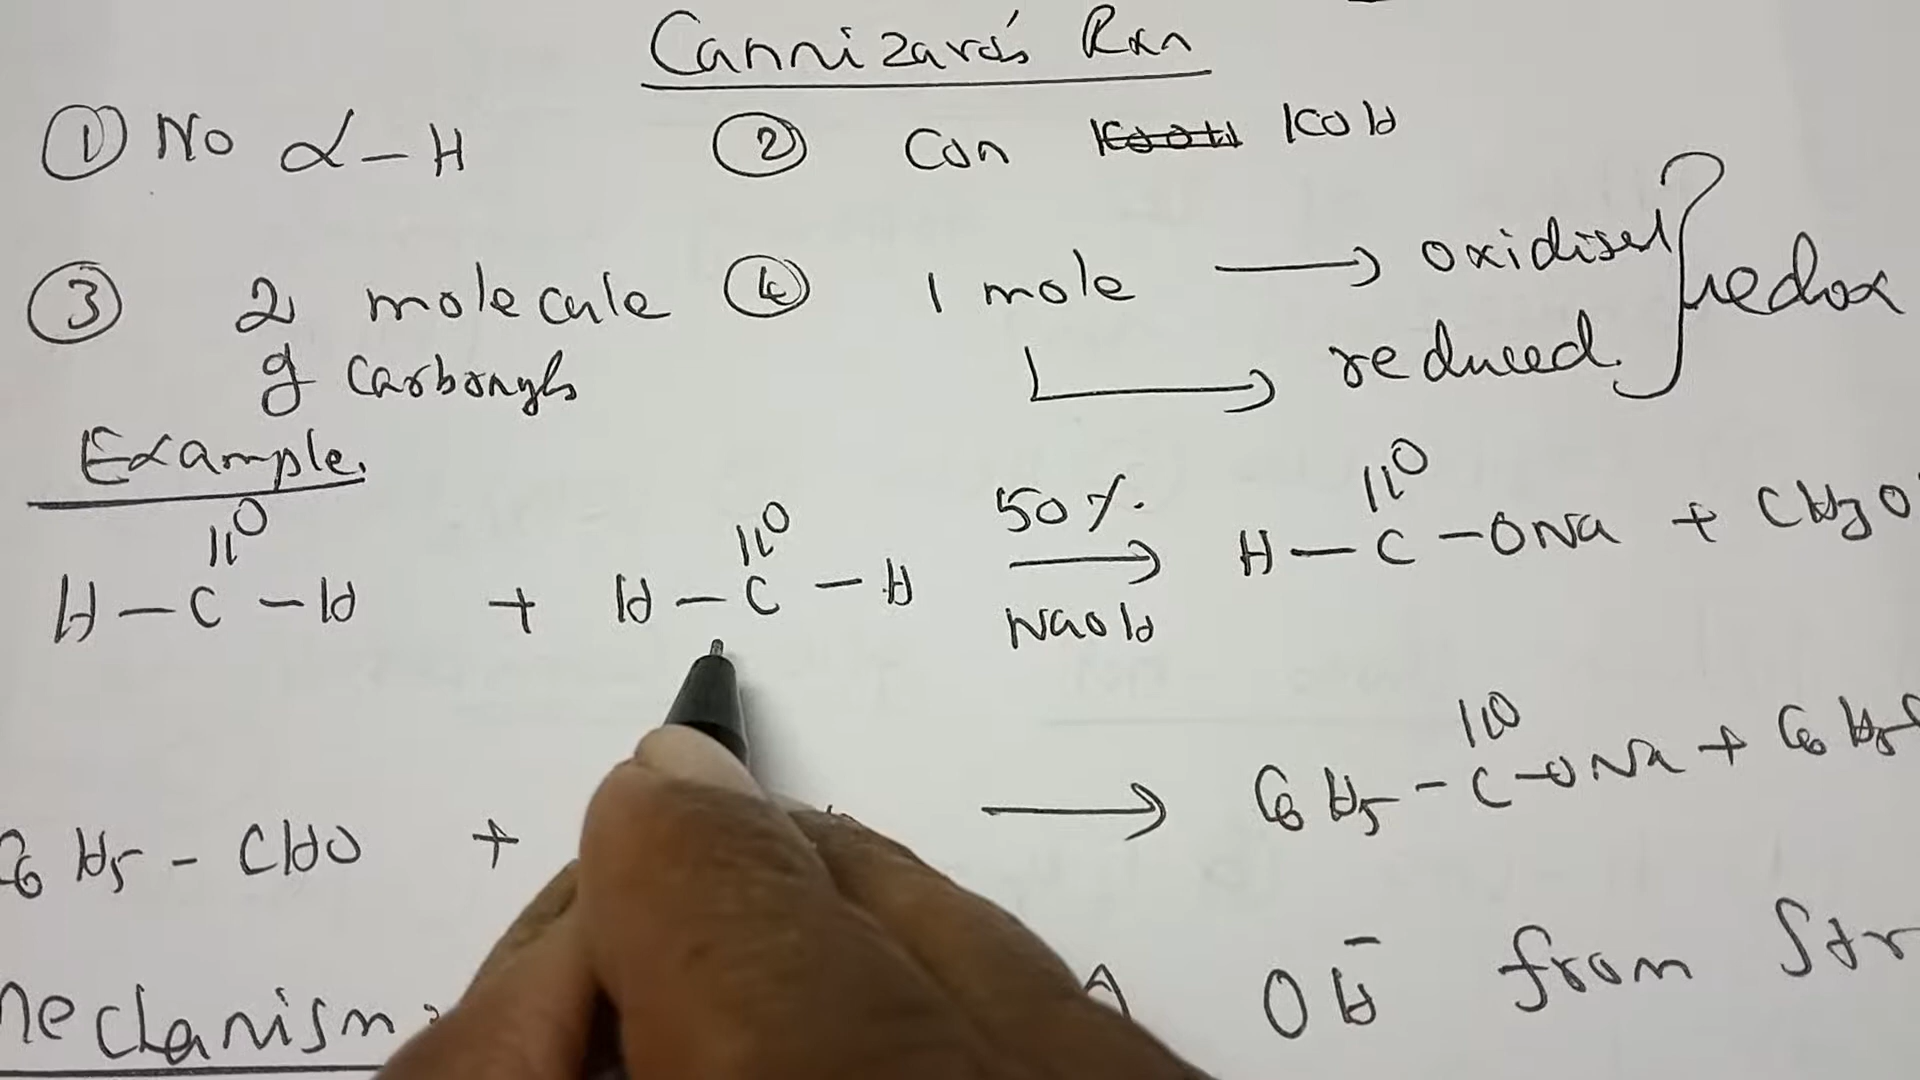 Cannizaro's Rxn
① No α-H ② Con KOH
③ 2 molecule ④ 1 mole → oxidised
of carbonyls → reduced } redox
Example.
O O 50% O
H-C-H + H-C-H → H-C-ONa + CH3O
NaOH
O
C6H5-CHO + → C6H5-C-ONa + C6H5
Mechanism: OH⁻ from Str